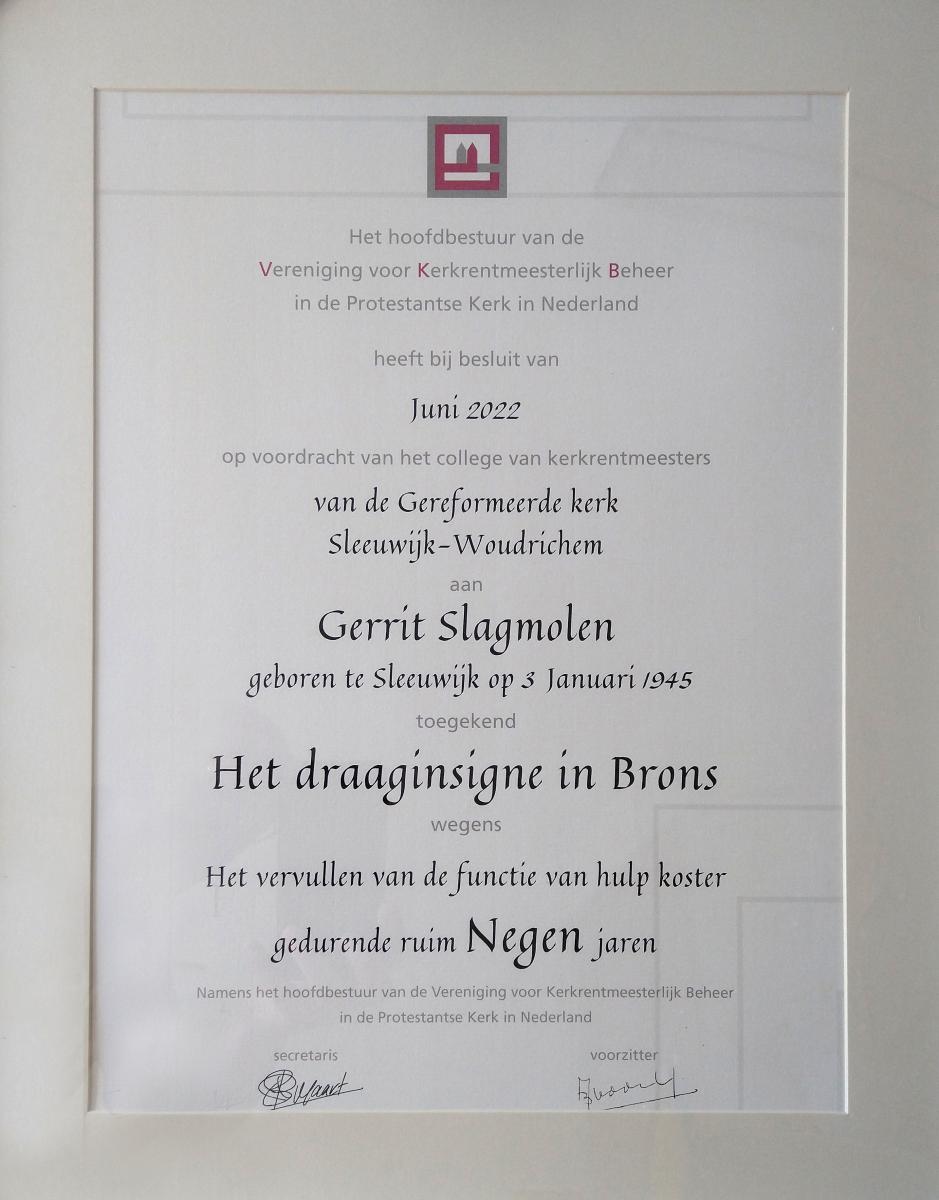 Het hoofdbestuur van de
Vereniging voor Kerkrentmeesterlijk Beheer
in de Protestantse Kerk in Nederland
heeft bij besluit van
Juni 2022
op voordracht van het college van kerkrentmeesters
van de Gereformeerde kerk
Sleeuwijk-Woudrichem
aan
Gerrit Slagmolen
geboren te Sleeuwijk op 3 Januari 1945
toegekend
Het draaginsigne in Brons
wegens
Het vervullen van de functie van hulp koster
gedurende ruim Negen jaren
Namens het hoofdbestuur van de Vereniging voor Kerkrentmeesterlijk Beheer
in de Protestantse Kerk in Nederland
secretaris voorzitter